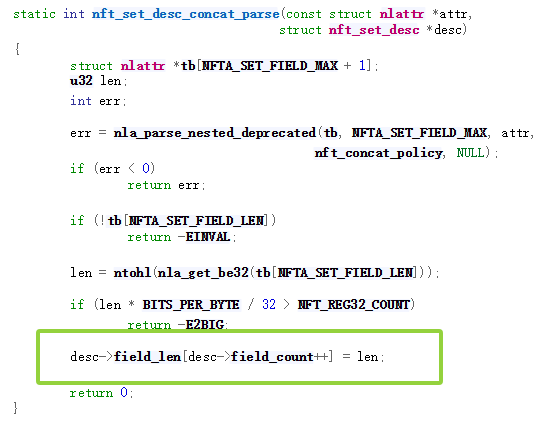 static int nft_set_desc_concat_parse(const struct nlattr *attr,
struct nft_set_desc *desc)
{
struct nlattr *tb[NFTA_SET_FIELD_MAX + 1];
u32 len;
int err;
err = nla_parse_nested_deprecated(tb, NFTA_SET_FIELD_MAX, attr,
nft_concat_policy, NULL);
if (err < 0)
return err;
if (!tb[NFTA_SET_FIELD_LEN])
return -EINVAL;
len = ntohl(nla_get_be32(tb[NFTA_SET_FIELD_LEN]));
if (len * BITS_PER_BYTE / 32 > NFT_REG32_COUNT)
return -E2BIG;
desc->field_len[desc->field_count++] = len;
return 0;
}